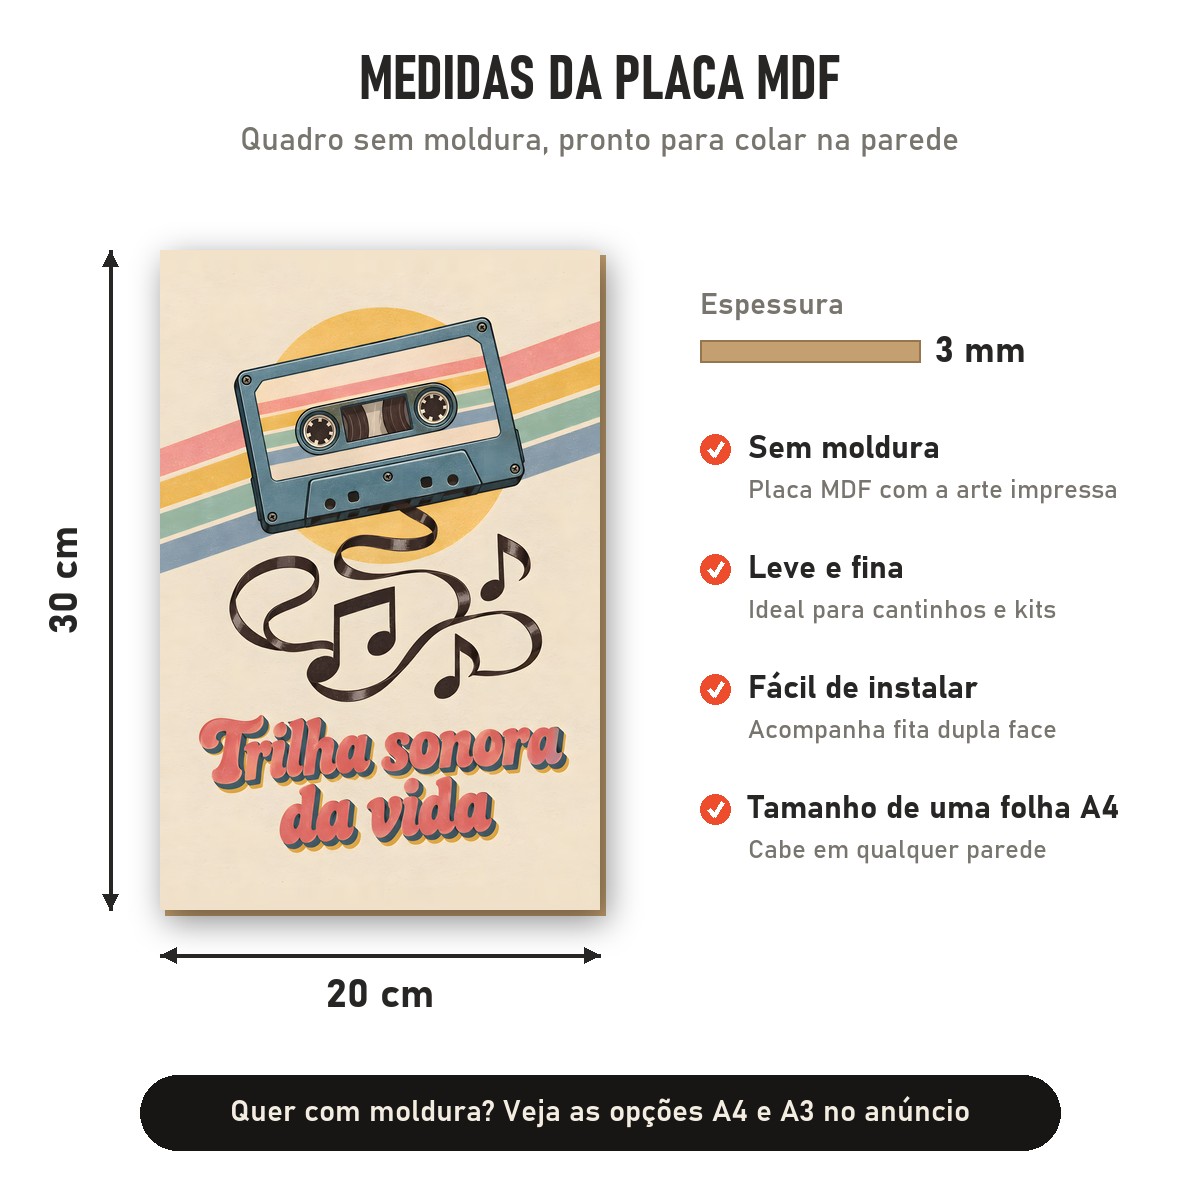 MEDIDAS DA PLACA MDF
Quadro sem moldura, pronto para colar na parede
30 cm
Trilha sonora
da vida
20 cm
Espessura
3 mm
Sem moldura
Placa MDF com a arte impressa
Leve e fina
Ideal para cantinhos e kits
Fácil de instalar
Acompanha fita dupla face
Tamanho de uma folha A4
Cabe em qualquer parede
Quer com moldura? Veja as opções A4 e A3 no anúncio